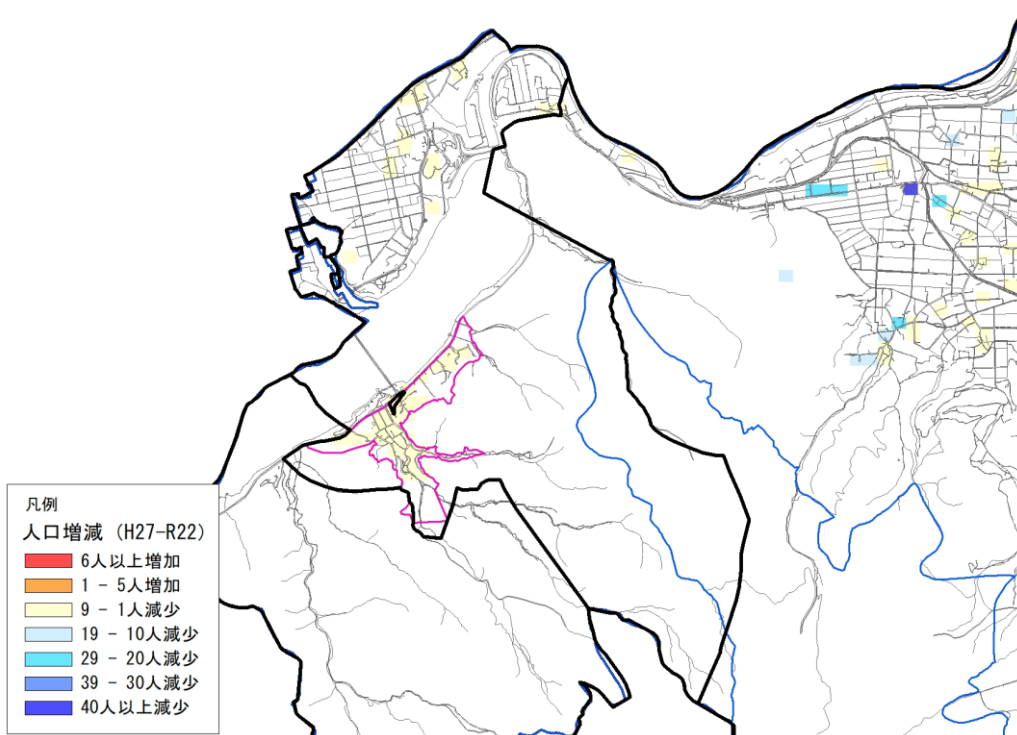 凡例
人口増減（H27-R22）
6人以上増加
1 - 5人増加
9 - 1人減少
19 - 10人減少
29 - 20人減少
39 - 30人減少
40人以上減少